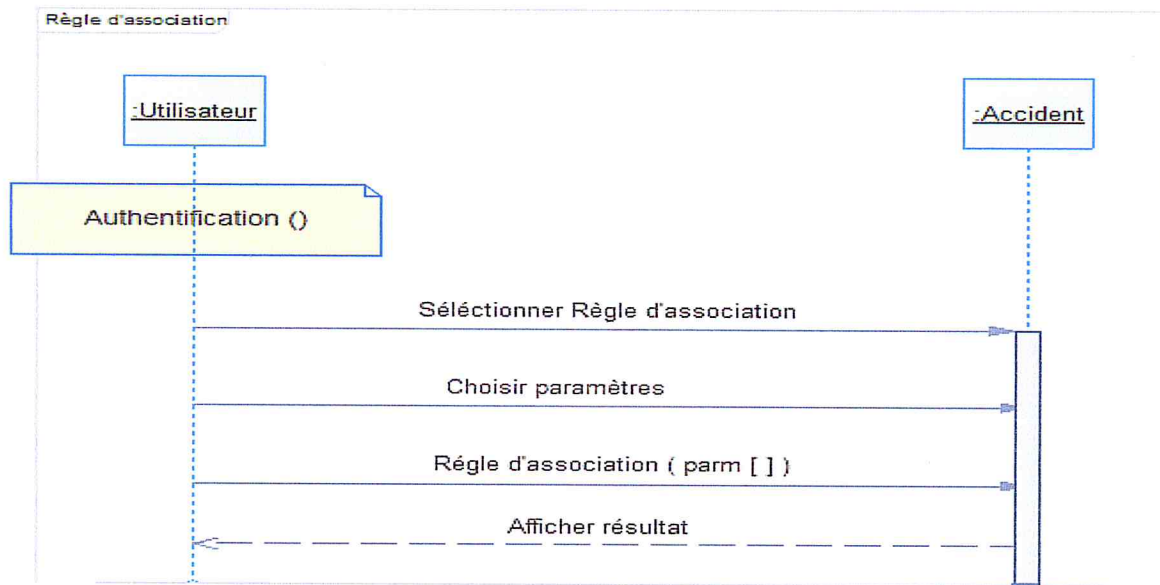 Règle d'association
:Utilisateur
:Accident
Authentification ()
Séléctionner Règle d'association
Choisir paramètres
Régle d'association ( parm [ ] )
Afficher résultat